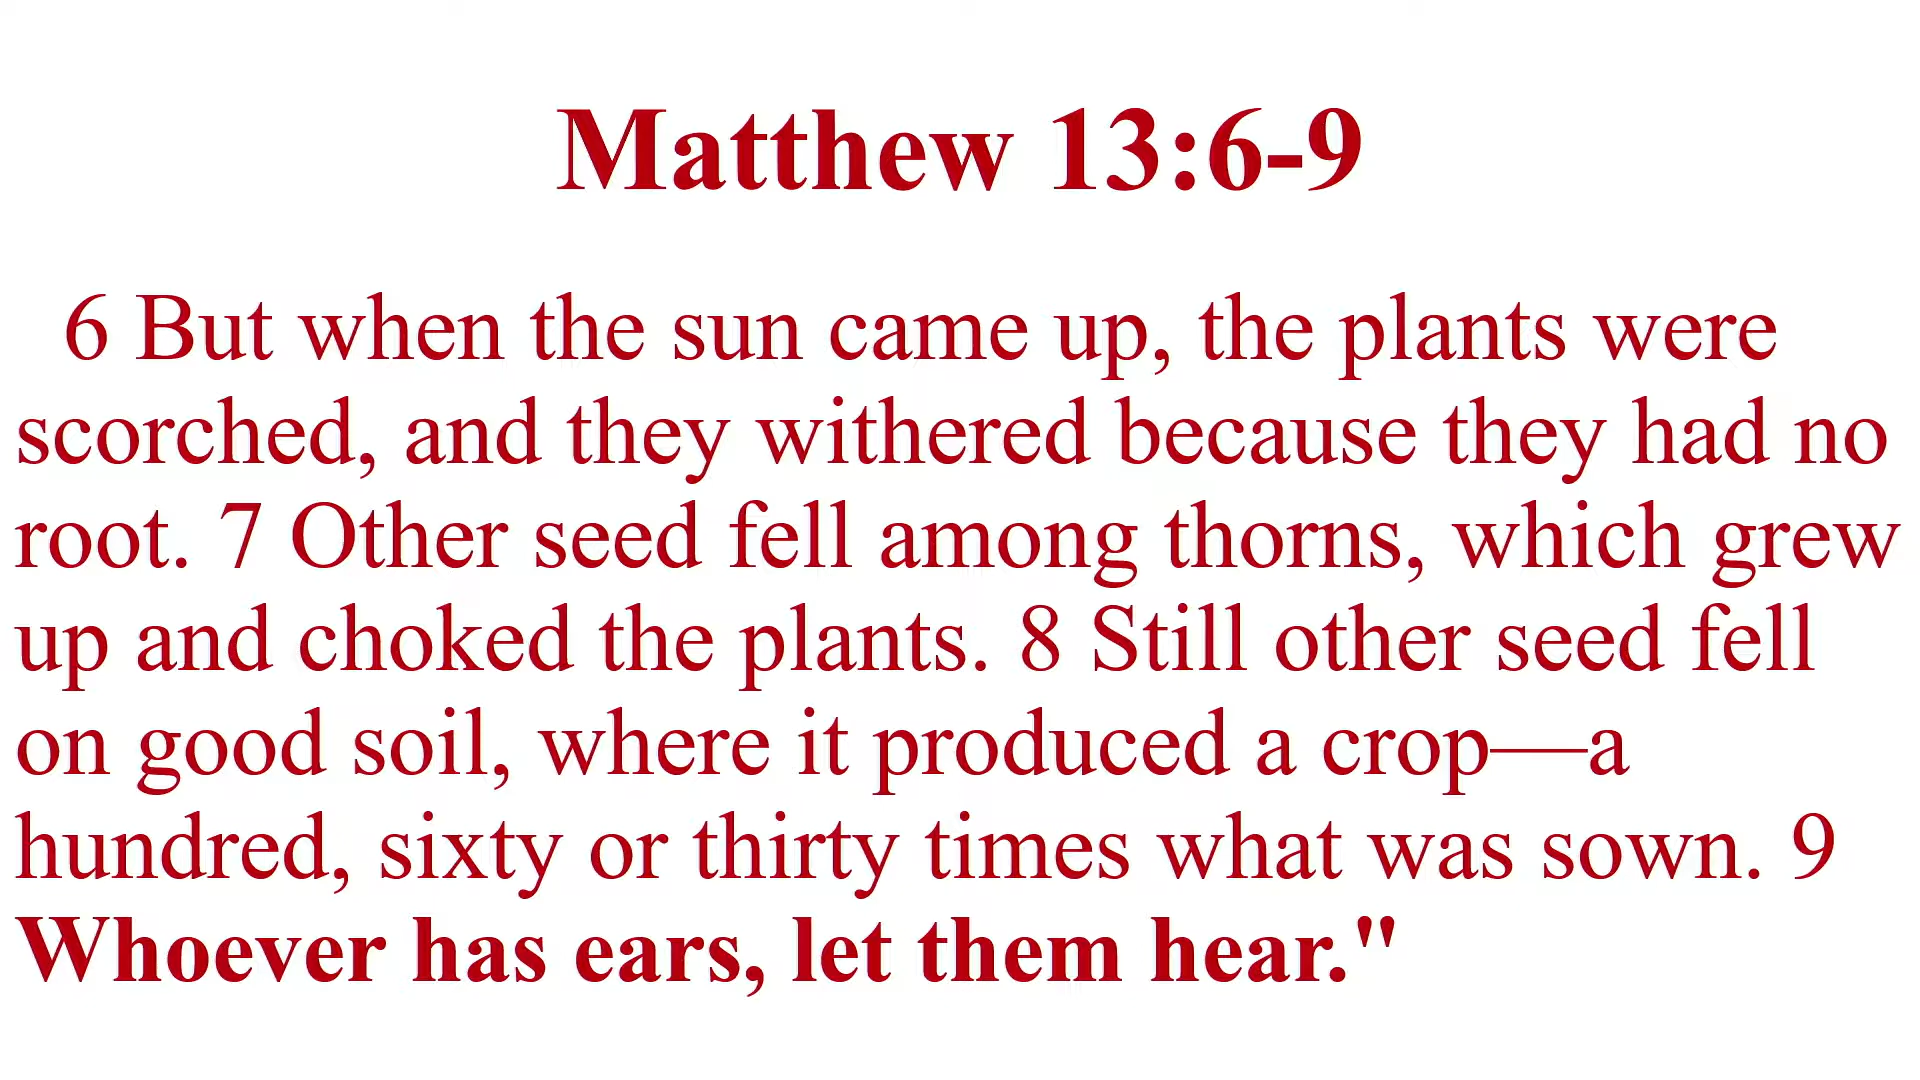 Matthew 13:6-9
6 But when the sun came up, the plants were
scorched, and they withered because they had no
root. 7 Other seed fell among thorns, which grew
up and choked the plants. 8 Still other seed fell
on good soil, where it produced a crop—a
hundred, sixty or thirty times what was sown. 9
Whoever has ears, let them hear."